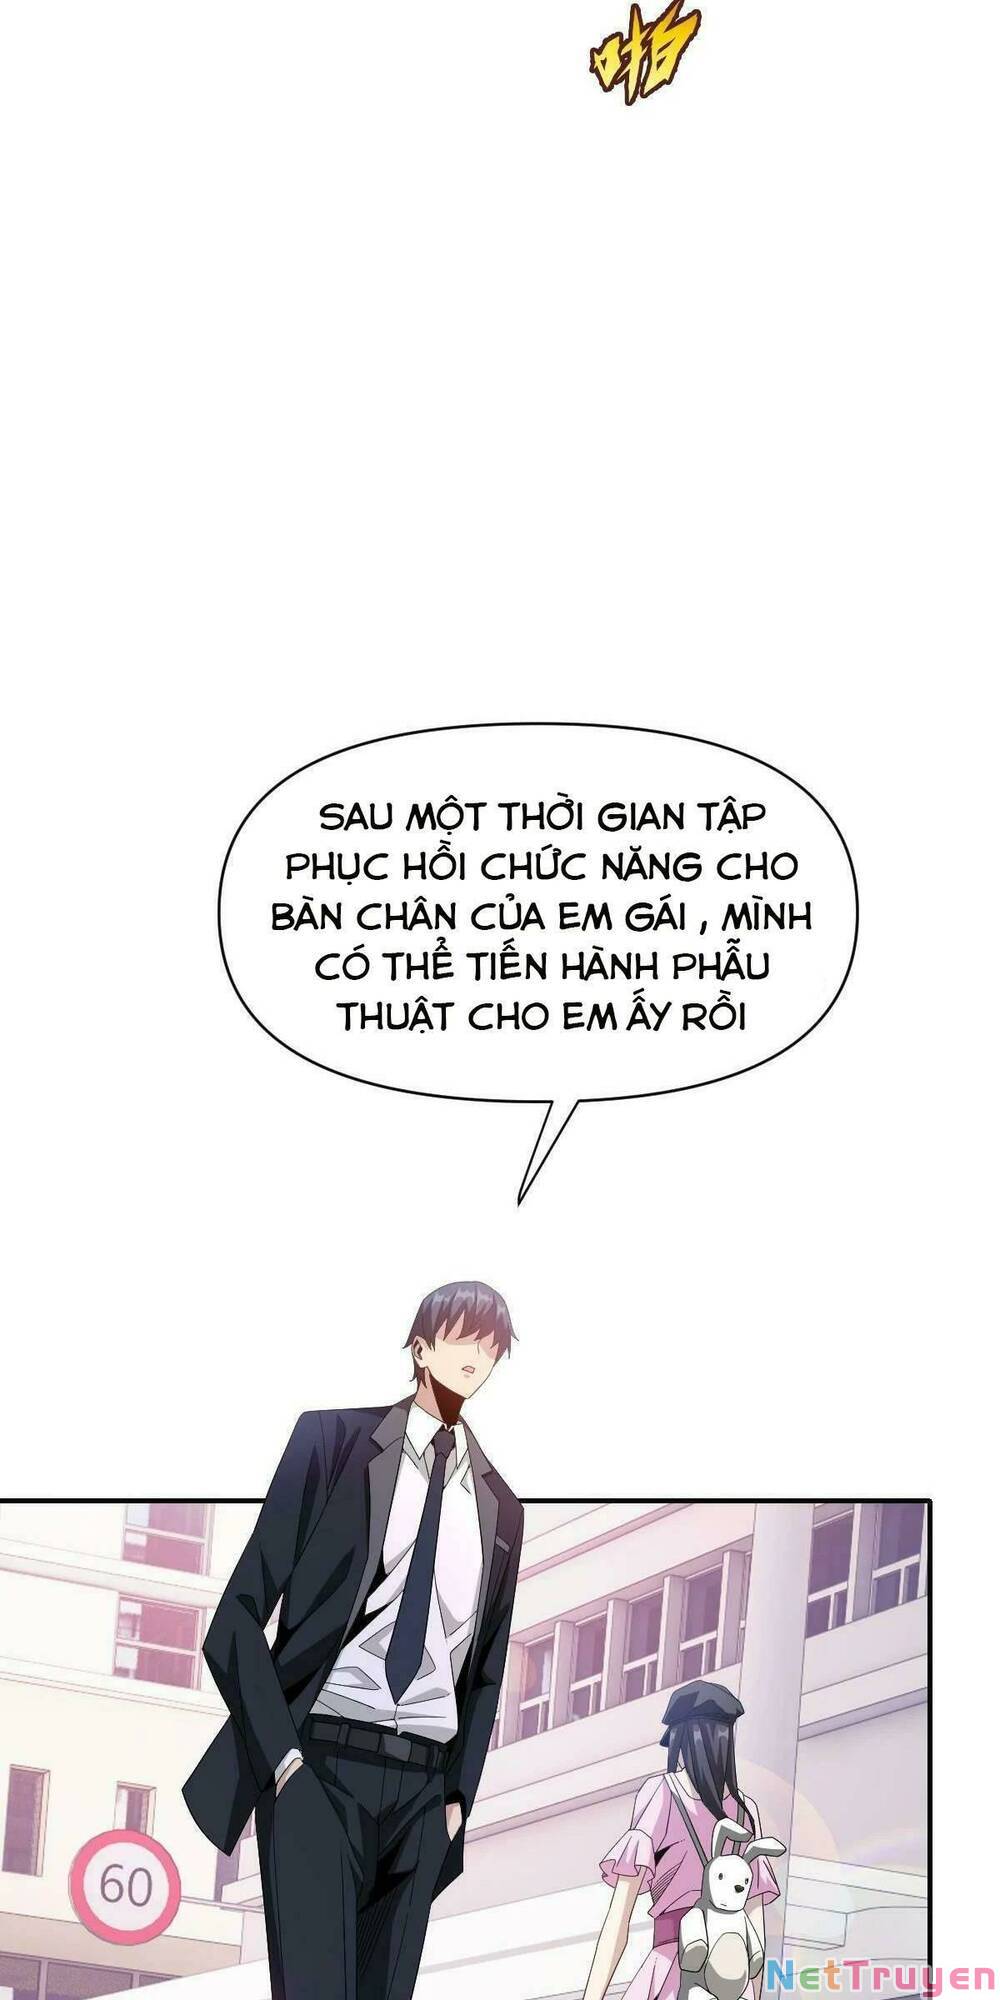 啪
SAU MỘT THỜI GIAN TẬP
PHỤC HỒI CHỨC NĂNG CHO
BÀN CHÂN CỦA EM GÁI , MÌNH
CÓ THỂ TIẾN HÀNH PHẪU
THUẬT CHO EM ẤY RỒI
60
NetTruyen